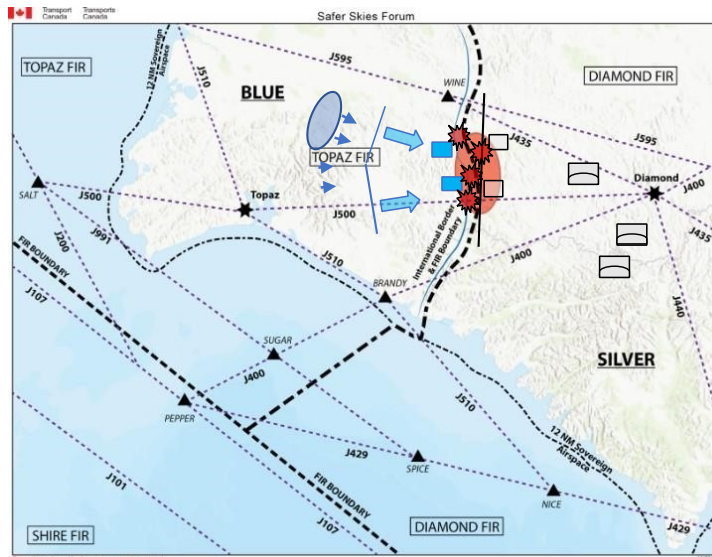 Transport Canada
Transports Canada
Safer Skies Forum
TOPAZ FIR
12 NM Sovereign
Airspace
J510
J595
BLUE
WINE
DIAMOND FIR
J435
J595
TOPAZ FIR
SALT
J500
Topaz
J500
Diamond
J400
J435
J200
J991
J510
International Border
& FIR Boundary
J400
J440
FIR BOUNDARY
J107
BRANDY
SUGAR
J400
SILVER
PEPPER
J510
12 NM Sovereign
Airspace
J429
SPICE
NICE
J101
FIR BOUNDARY
J107
SHIRE FIR
DIAMOND FIR
J429